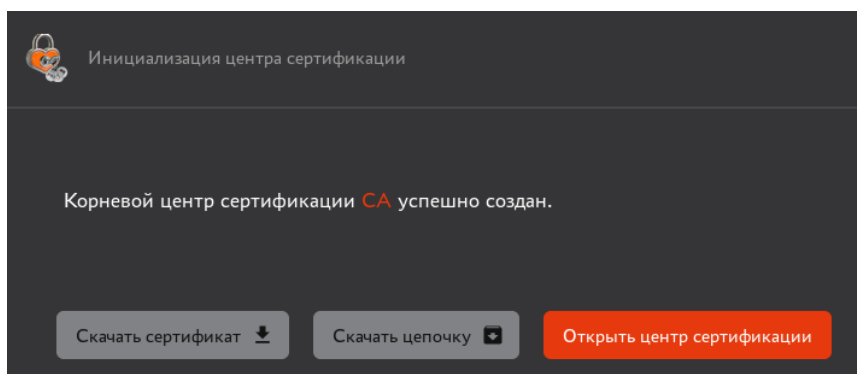 Инициализация центра сертификации
Корневой центр сертификации CA успешно создан.
Скачать сертификат
Скачать цепочку
Открыть центр сертификации